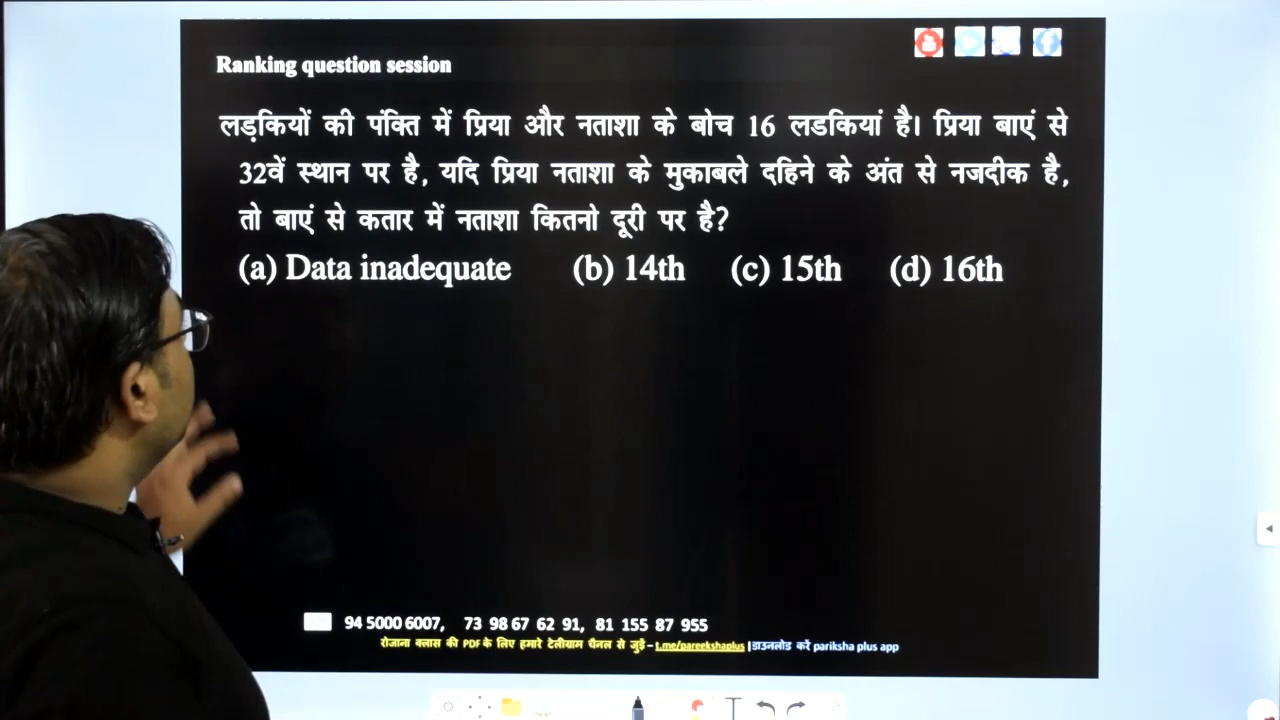 Ranking question session
लड़कियों की पंक्ति में प्रिया और नताशा के बोच 16 लडकियां है। प्रिया बाएं से
32वें स्थान पर है, यदि प्रिया नताशा के मुकाबले दहिने के अंत से नजदीक है,
तो बाएं से कतार में नताशा कितनो दूरी पर है?
(a) Data inadequate (b) 14th (c) 15th (d) 16th
94 5000 6007, 73 98 67 62 91, 81 155 87 955
रोजाना क्लास की PDF के लिए हमारे टेलीग्राम चैनल से जुड़ें – t.me/pareekshaplus |डाउनलोड करें pariksha plus app